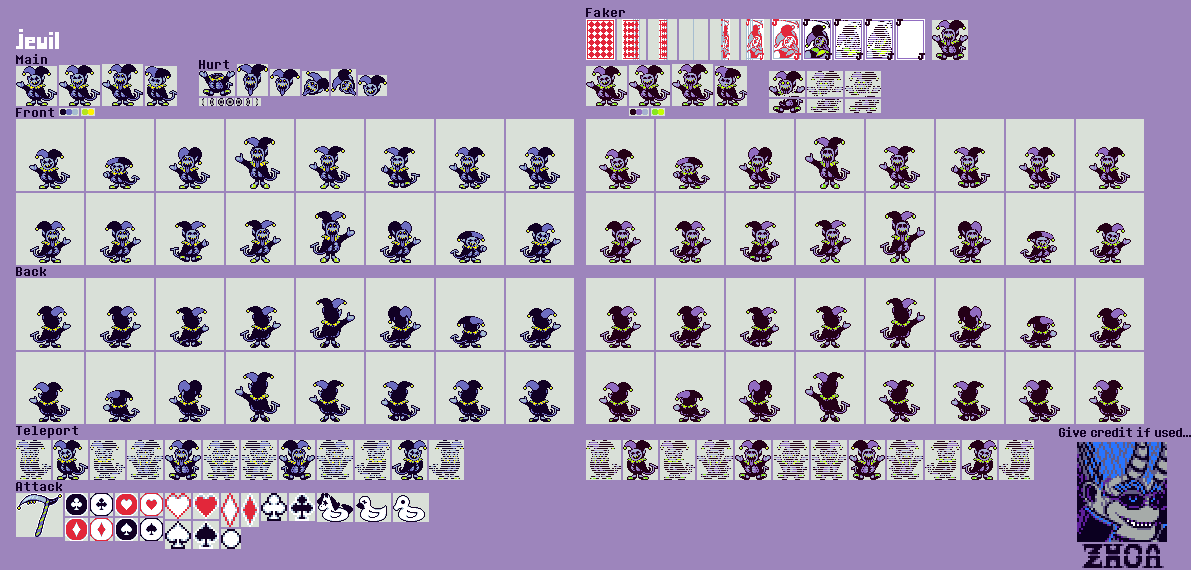 jevil
Main
Hurt
Front
Back
Teleport
Attack
Faker
J
J
J
J
J
J
Give credit if used...
ZHOA